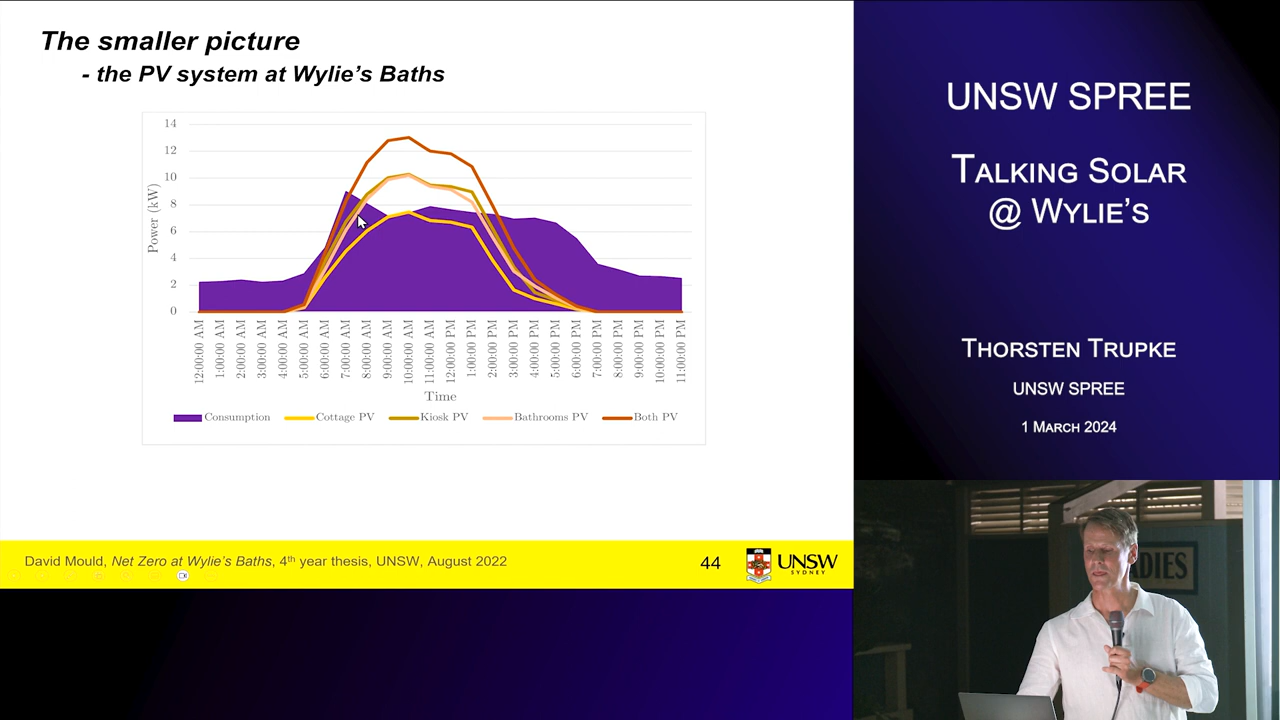 The smaller picture
- the PV system at Wylie's Baths
14
12
10
8
6
4
2
0
Power (kW)
12:00:00 AM
1:00:00 AM
2:00:00 AM
3:00:00 AM
4:00:00 AM
5:00:00 AM
6:00:00 AM
7:00:00 AM
8:00:00 AM
9:00:00 AM
10:00:00 AM
11:00:00 AM
12:00:00 PM
1:00:00 PM
2:00:00 PM
3:00:00 PM
4:00:00 PM
5:00:00 PM
6:00:00 PM
7:00:00 PM
8:00:00 PM
9:00:00 PM
10:00:00 PM
11:00:00 PM
Time
Consumption Cottage PV Kiosk PV Bathrooms PV Both PV
David Mould, Net Zero at Wylie's Baths, 4th year thesis, UNSW, August 2022
44
UNSW
SYDNEY
UNSW SPREE
TALKING SOLAR
@ WYLIE'S
THORSTEN TRUPKE
UNSW SPREE
1 MARCH 2024
ADIES